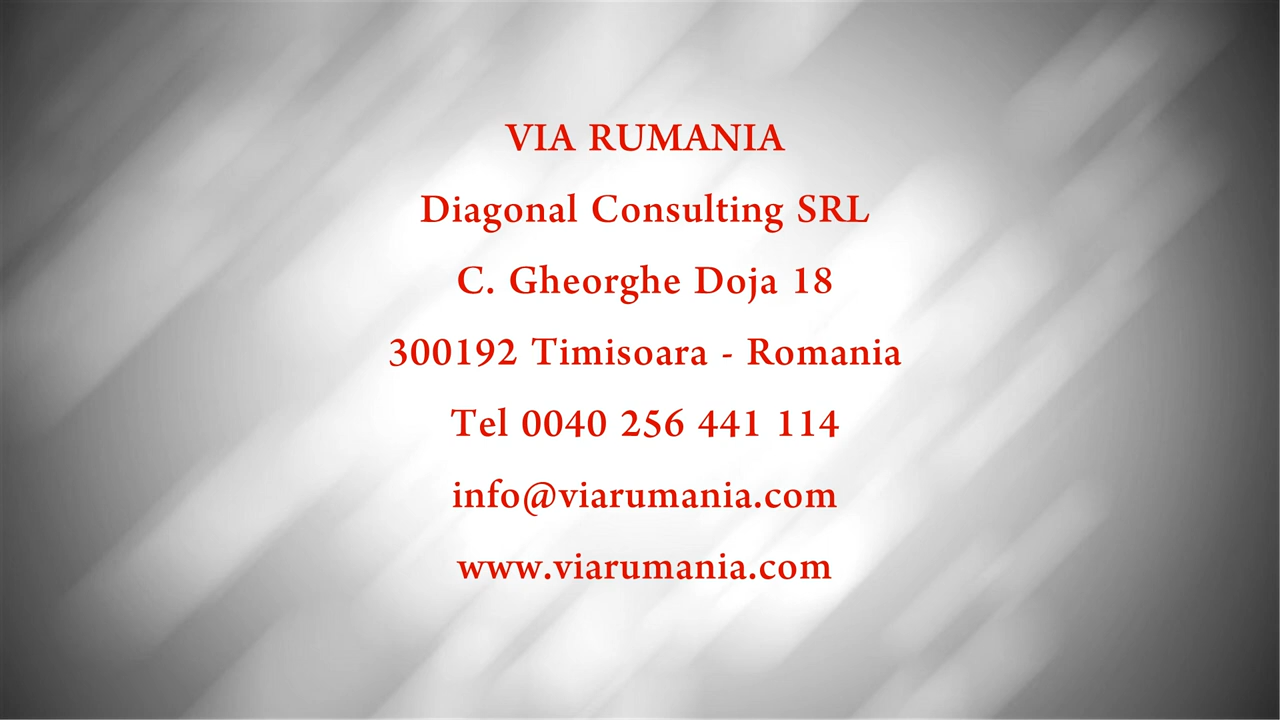 VIA RUMANIA
Diagonal Consulting SRL
C. Gheorghe Doja 18
300192 Timisoara - Romania
Tel 0040 256 441 114
info@viarumania.com
www.viarumania.com